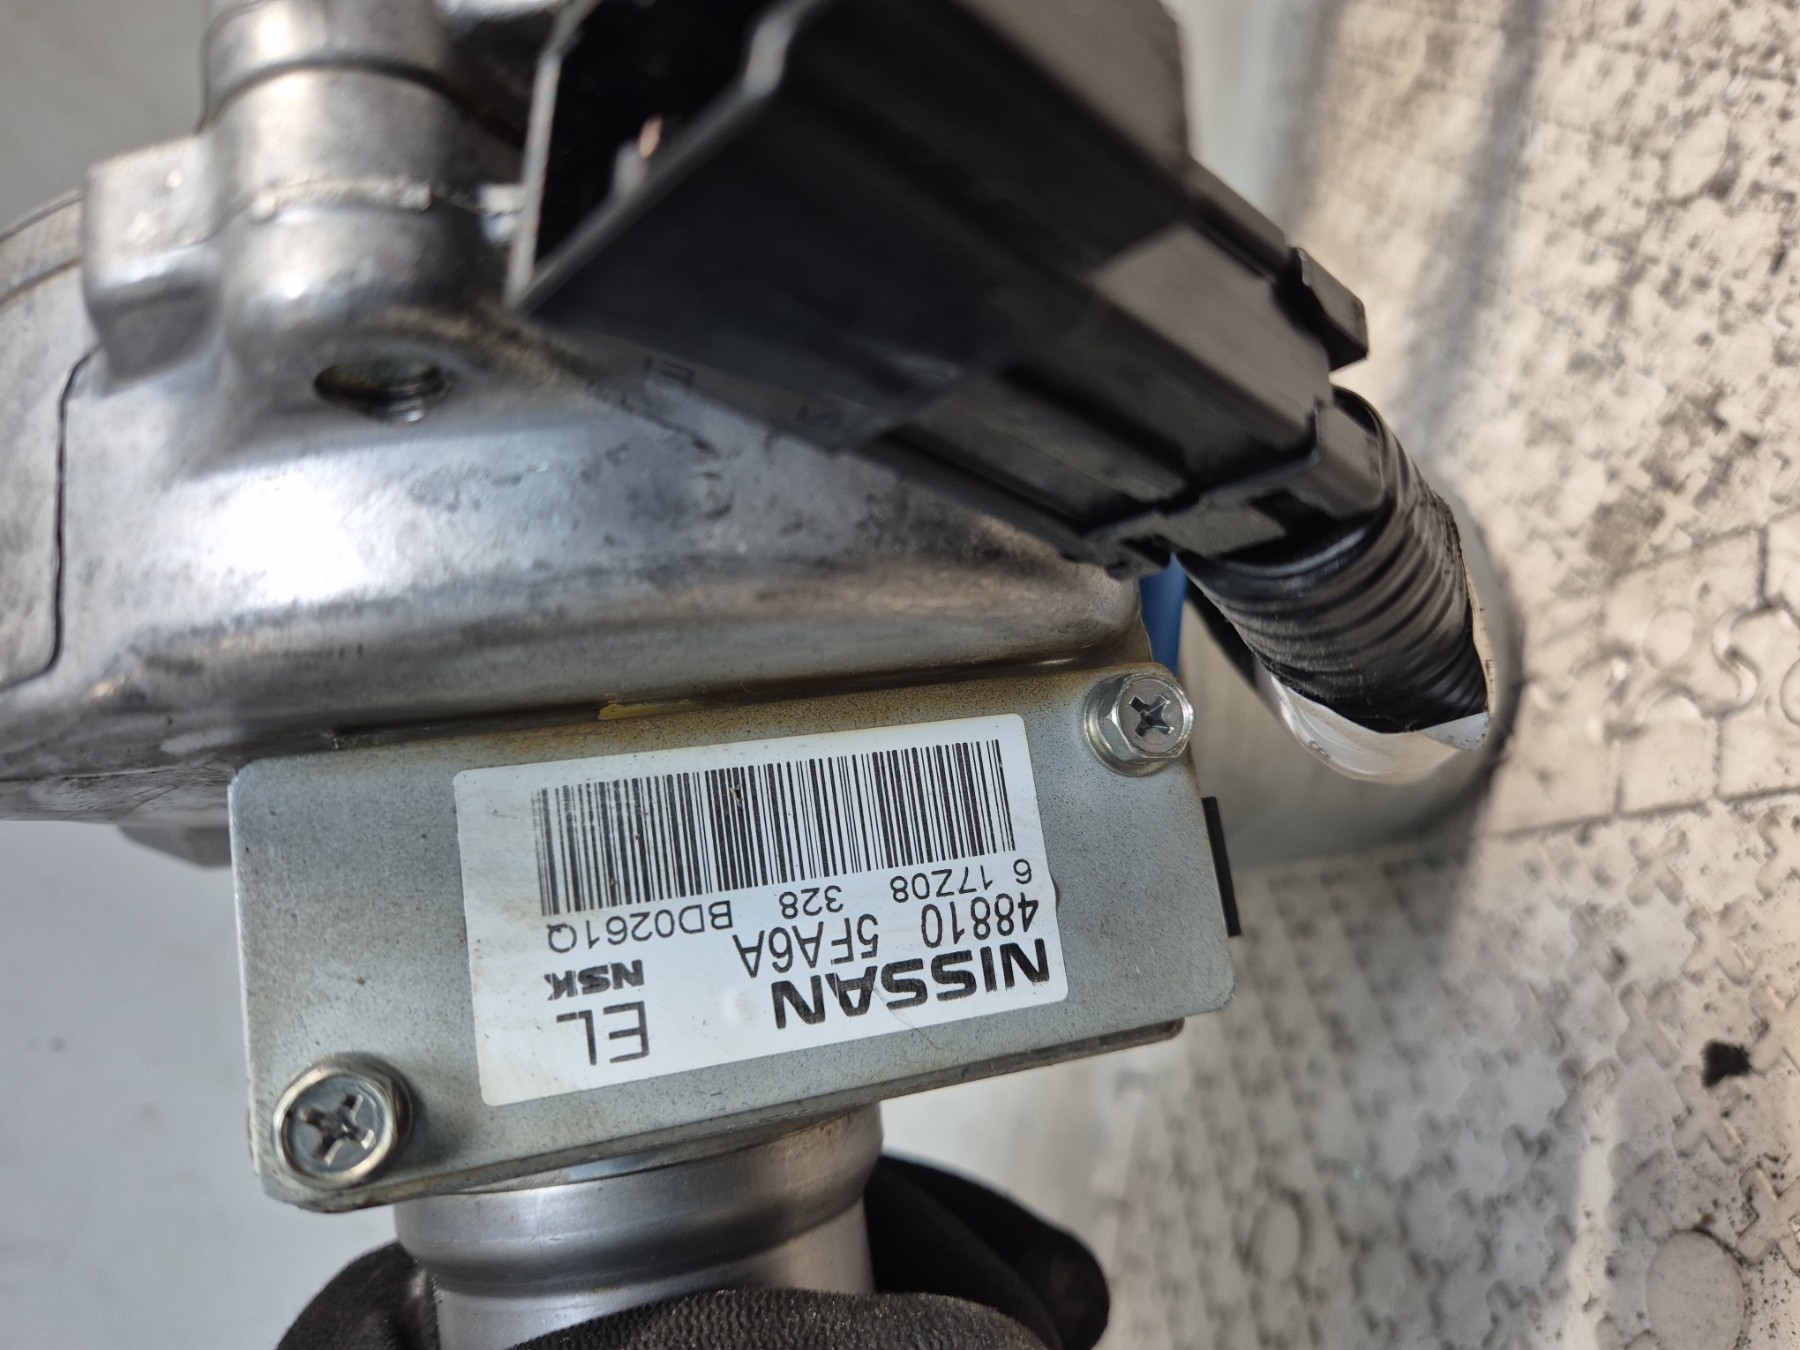 NISSAN EL
48810 5FA6A NSK
6 17Z08 328 BD0261Q